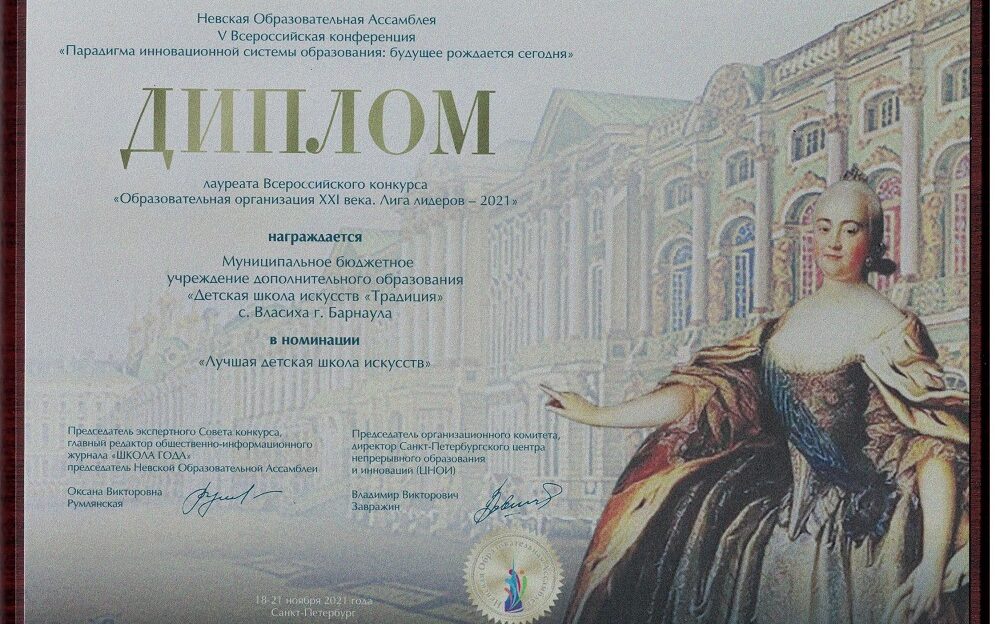 Невская Образовательная Ассамблея
V Всероссийская конференция
«Парадигма инновационной системы образования: будущее рождается сегодня»
ДИПЛОМ
лауреата Всероссийского конкурса
«Образовательная организация XXI века. Лига лидеров – 2021»
награждается
Муниципальное бюджетное
учреждение дополнительного образования
«Детская школа искусств «Традиция»
с. Власиха г. Барнаула
в номинации
«Лучшая детская школа искусств»
Председатель экспертного Совета конкурса,
главный редактор общественно-информационного
журнала «ШКОЛА ГОДА»
председатель Невской Образовательной Ассамблеи
Оксана Викторовна
Румлянская
Председатель организационного комитета,
директор Санкт-Петербургского центра
непрерывного образования
и инноваций (ЦНОИ)
Владимир Викторович
Завражин
18-21 ноября 2021 года
Санкт-Петербург